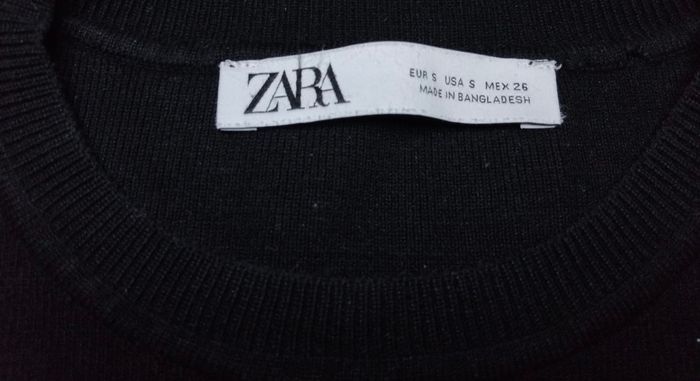 ZARA
EUR S USA S MEX 26
MADE IN BANGLADESH